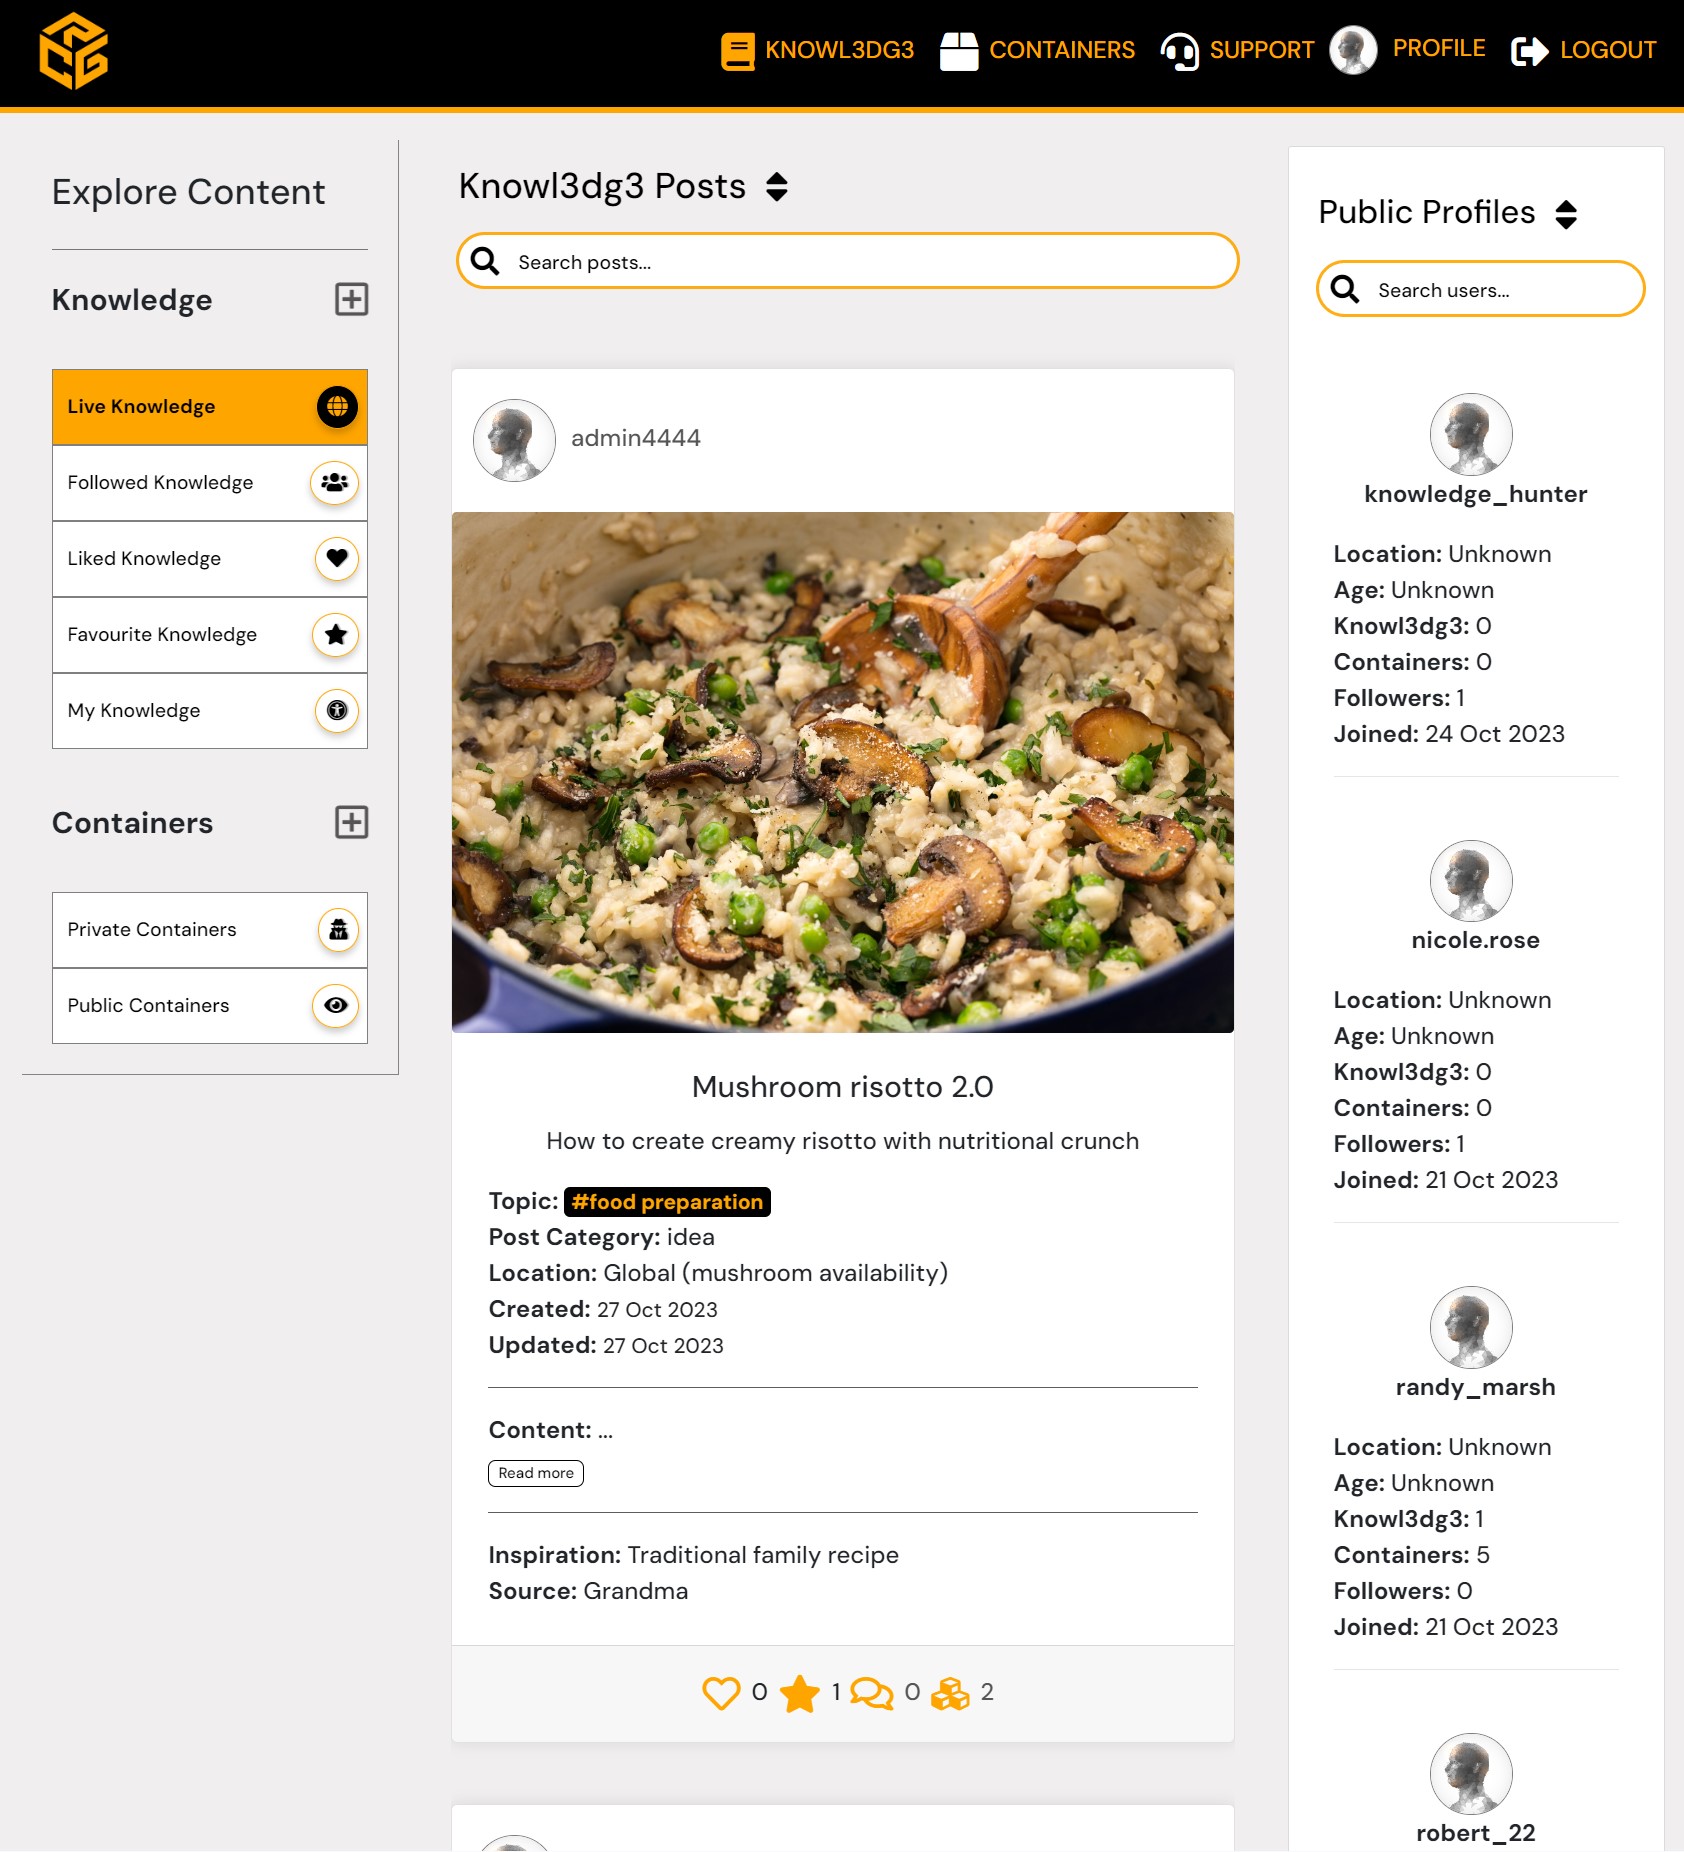 KNOWL3DG3 CONTAINERS SUPPORT PROFILE LOGOUT
Explore Content
Knowledge
Live Knowledge
Followed Knowledge
Liked Knowledge
Favourite Knowledge
My Knowledge
Containers
Private Containers
Public Containers
Knowl3dg3 Posts
Search posts...
admin4444
Mushroom risotto 2.0
How to create creamy risotto with nutritional crunch
Topic: #food preparation
Post Category: idea
Location: Global (mushroom availability)
Created: 27 Oct 2023
Updated: 27 Oct 2023
Content: ...
Read more
Inspiration: Traditional family recipe
Source: Grandma
0 1 0 2
Public Profiles
Search users...
knowledge_hunter
Location: Unknown
Age: Unknown
Knowl3dg3: 0
Containers: 0
Followers: 1
Joined: 24 Oct 2023
nicole.rose
Location: Unknown
Age: Unknown
Knowl3dg3: 0
Containers: 0
Followers: 1
Joined: 21 Oct 2023
randy_marsh
Location: Unknown
Age: Unknown
Knowl3dg3: 1
Containers: 5
Followers: 0
Joined: 21 Oct 2023
robert_22